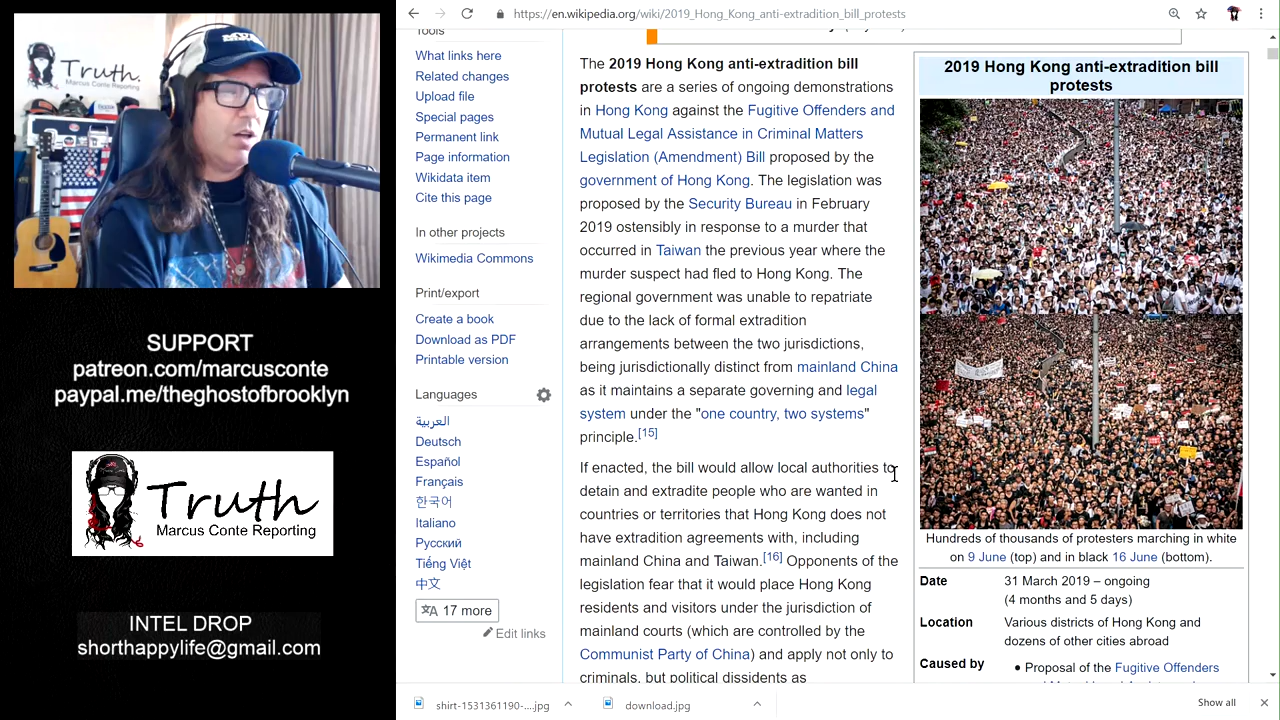 Truth.
Marcus Conte Reporting
SUPPORT
patreon.com/marcusconte
paypal.me/theghostofbrooklyn
Truth
Marcus Conte Reporting
INTEL DROP
shorthappylife@gmail.com
https://en.wikipedia.org/wiki/2019_Hong_Kong_anti-extradition_bill_protests
Tools
What links here
Related changes
Upload file
Special pages
Permanent link
Page information
Wikidata item
Cite this page
In other projects
Wikimedia Commons
Print/export
Create a book
Download as PDF
Printable version
Languages
العربية
Deutsch
Español
Français
한국어
Italiano
Русский
Tiếng Việt
中文
17 more
Edit links
The 2019 Hong Kong anti-extradition bill
protests are a series of ongoing demonstrations
in Hong Kong against the Fugitive Offenders and
Mutual Legal Assistance in Criminal Matters
Legislation (Amendment) Bill proposed by the
government of Hong Kong. The legislation was
proposed by the Security Bureau in February
2019 ostensibly in response to a murder that
occurred in Taiwan the previous year where the
murder suspect had fled to Hong Kong. The
regional government was unable to repatriate
due to the lack of formal extradition
arrangements between the two jurisdictions,
being jurisdictionally distinct from mainland China
as it maintains a separate governing and legal
system under the "one country, two systems"
principle.[15]
If enacted, the bill would allow local authorities to
detain and extradite people who are wanted in
countries or territories that Hong Kong does not
have extradition agreements with, including
mainland China and Taiwan.[16] Opponents of the
legislation fear that it would place Hong Kong
residents and visitors under the jurisdiction of
mainland courts (which are controlled by the
Communist Party of China) and apply not only to
criminals, but political dissidents as
2019 Hong Kong anti-extradition bill
protests
Hundreds of thousands of protesters marching in white
on 9 June (top) and in black 16 June (bottom).
Date 31 March 2019 – ongoing
(4 months and 5 days)
Location Various districts of Hong Kong and
dozens of other cities abroad
Caused by • Proposal of the Fugitive Offenders
shirt-1531361190-....jpg
download.jpg
Show all